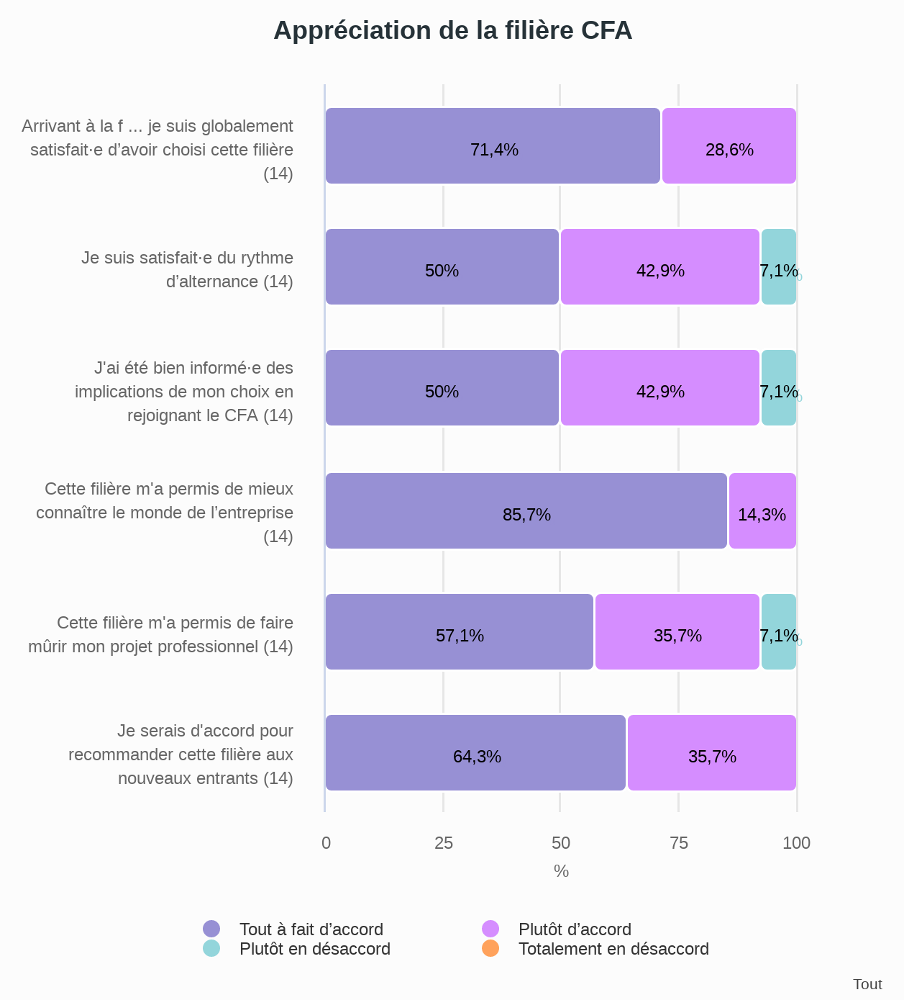 Appréciation de la filière CFA
Arrivant à la f ... je suis globalement
satisfait·e d’avoir choisi cette filière
(14)
71,4%
28,6%
Je suis satisfait·e du rythme
d’alternance (14)
50%
42,9%
7,1%
J'ai été bien informé·e des
implications de mon choix en
rejoignant le CFA (14)
50%
42,9%
7,1%
Cette filière m'a permis de mieux
connaître le monde de l’entreprise
(14)
85,7%
14,3%
Cette filière m'a permis de faire
mûrir mon projet professionnel (14)
57,1%
35,7%
7,1%
Je serais d'accord pour
recommander cette filière aux
nouveaux entrants (14)
64,3%
35,7%
0 25 50 75 100
%
Tout à fait d’accord
Plutôt d’accord
Plutôt en désaccord
Totalement en désaccord
Tout